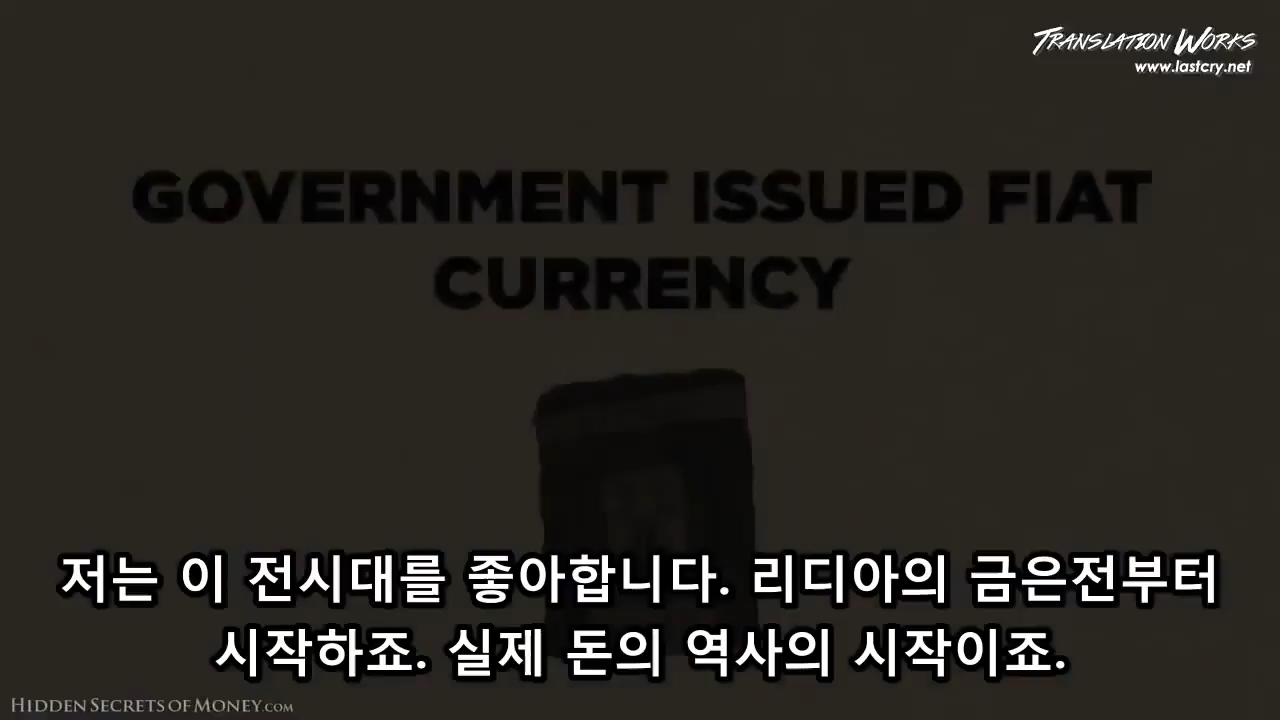 TRANSLATION WORKS
www.lastcry.net
GOVERNMENT ISSUED FIAT
CURRENCY
저는 이 전시대를 좋아합니다. 리디아의 금은전부터
시작하죠. 실제 돈의 역사의 시작이죠.
HIDDEN SECRETS OF MONEY.COM